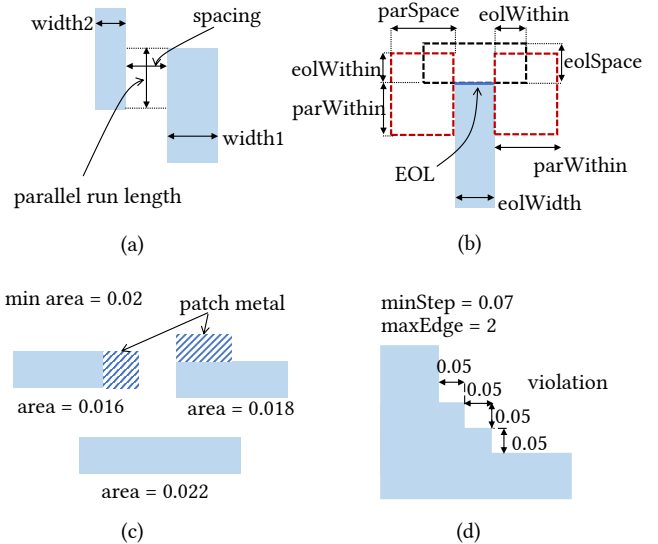 spacing
width2
width1
parallel run length
(a)
parSpace
eolWithin
eolWithin
eolSpace
parWithin
EOL
parWithin
eolWidth
(b)
min area = 0.02
patch metal
area = 0.016
area = 0.018
area = 0.022
(c)
minStep = 0.07
maxEdge = 2
0.05
0.05
violation
0.05
0.05
(d)